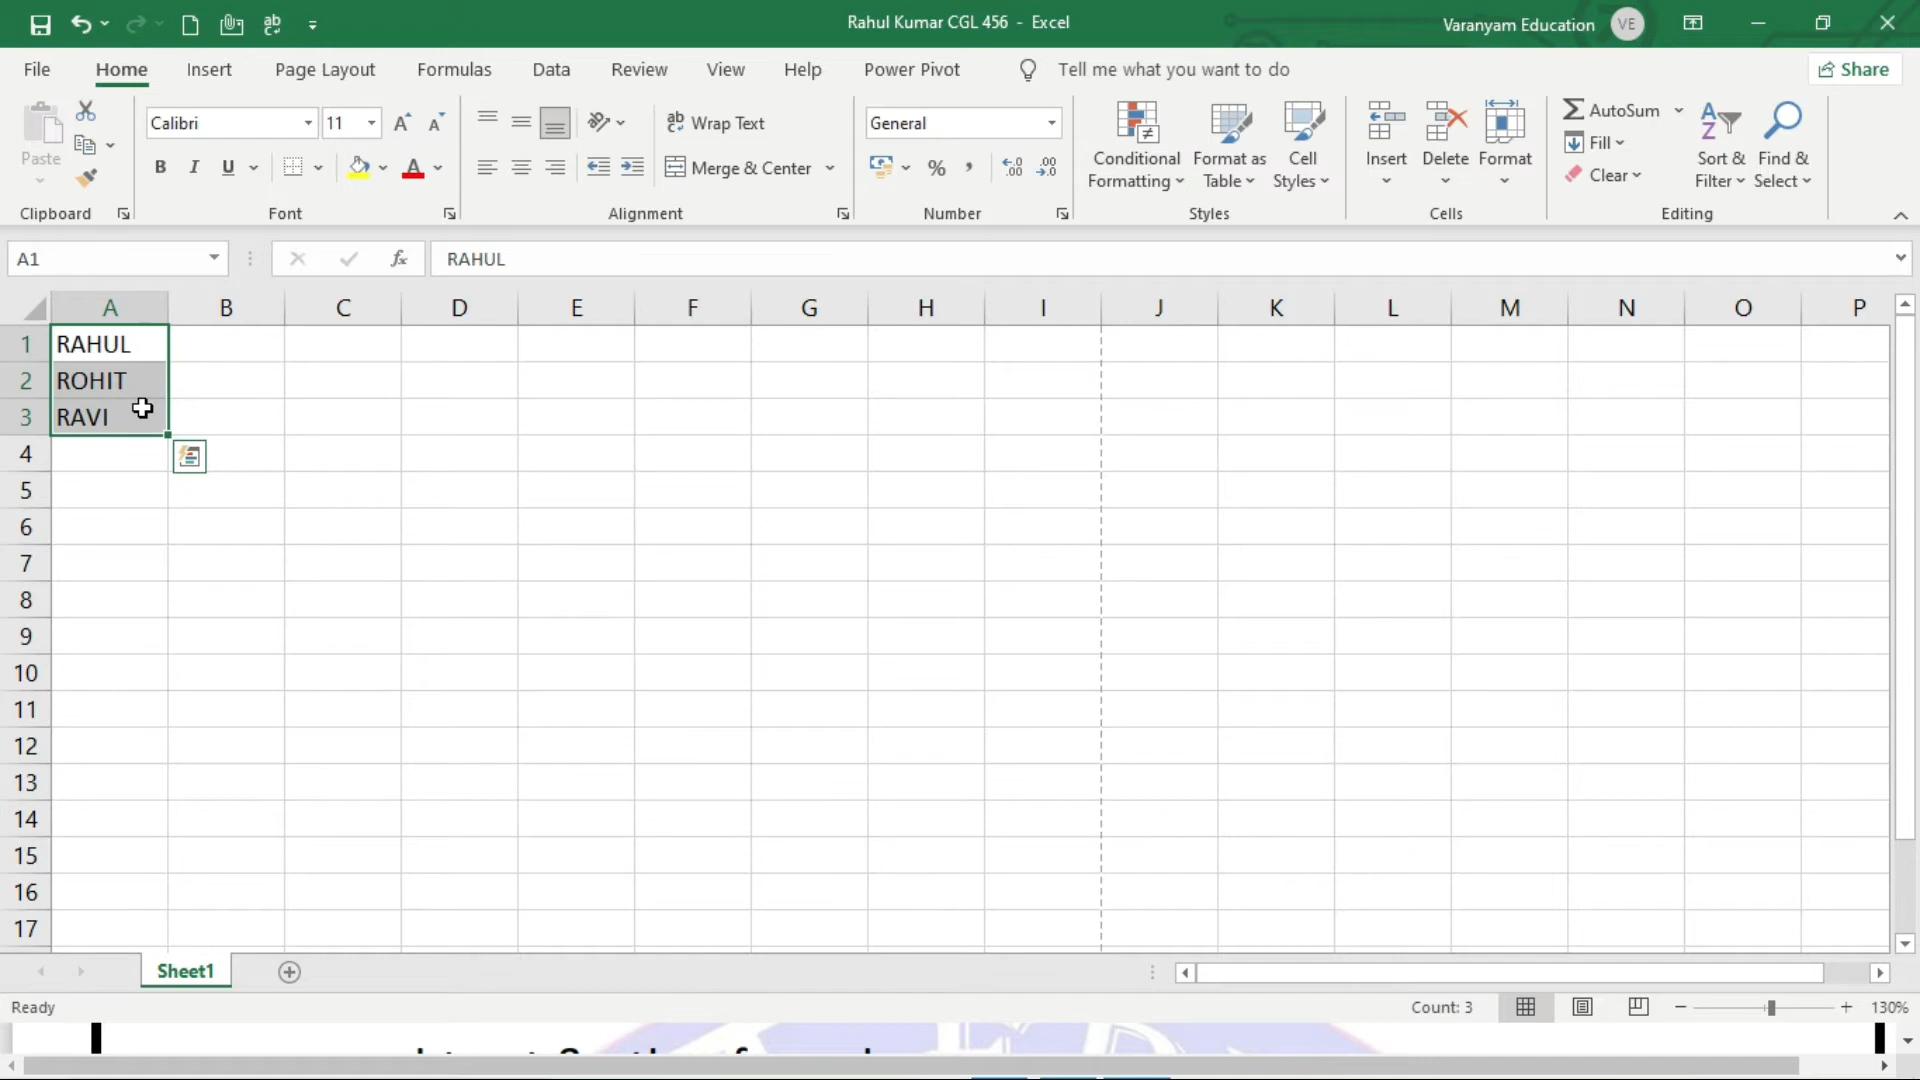 Rahul Kumar CGL 456 - Excel
Varanyam Education VE
File Home Insert Page Layout Formulas Data Review View Help Power Pivot Tell me what you want to do Share
Paste
Clipboard
Calibri 11
B I U A
Font
ab Wrap Text
Merge & Center
Alignment
General
% , .00
Number
Conditional Formatting
Format as Table
Cell Styles
Styles
Insert Delete Format
Cells
AutoSum
Fill
Clear
Sort & Filter
Find & Select
Editing
A1 fx RAHUL
A B C D E F G H I J K L M N O P
1 RAHUL
2 ROHIT
3 RAVI
4
5
6
7
8
9
10
11
12
13
14
15
16
17
Sheet1
Ready Count: 3 130%